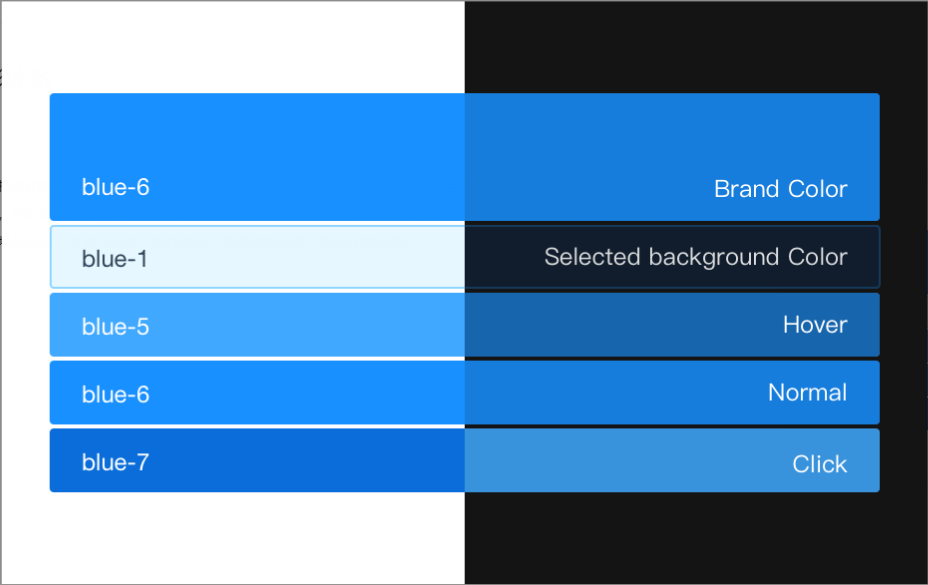 blue-6 Brand Color
blue-1 Selected background Color
blue-5 Hover
blue-6 Normal
blue-7 Click